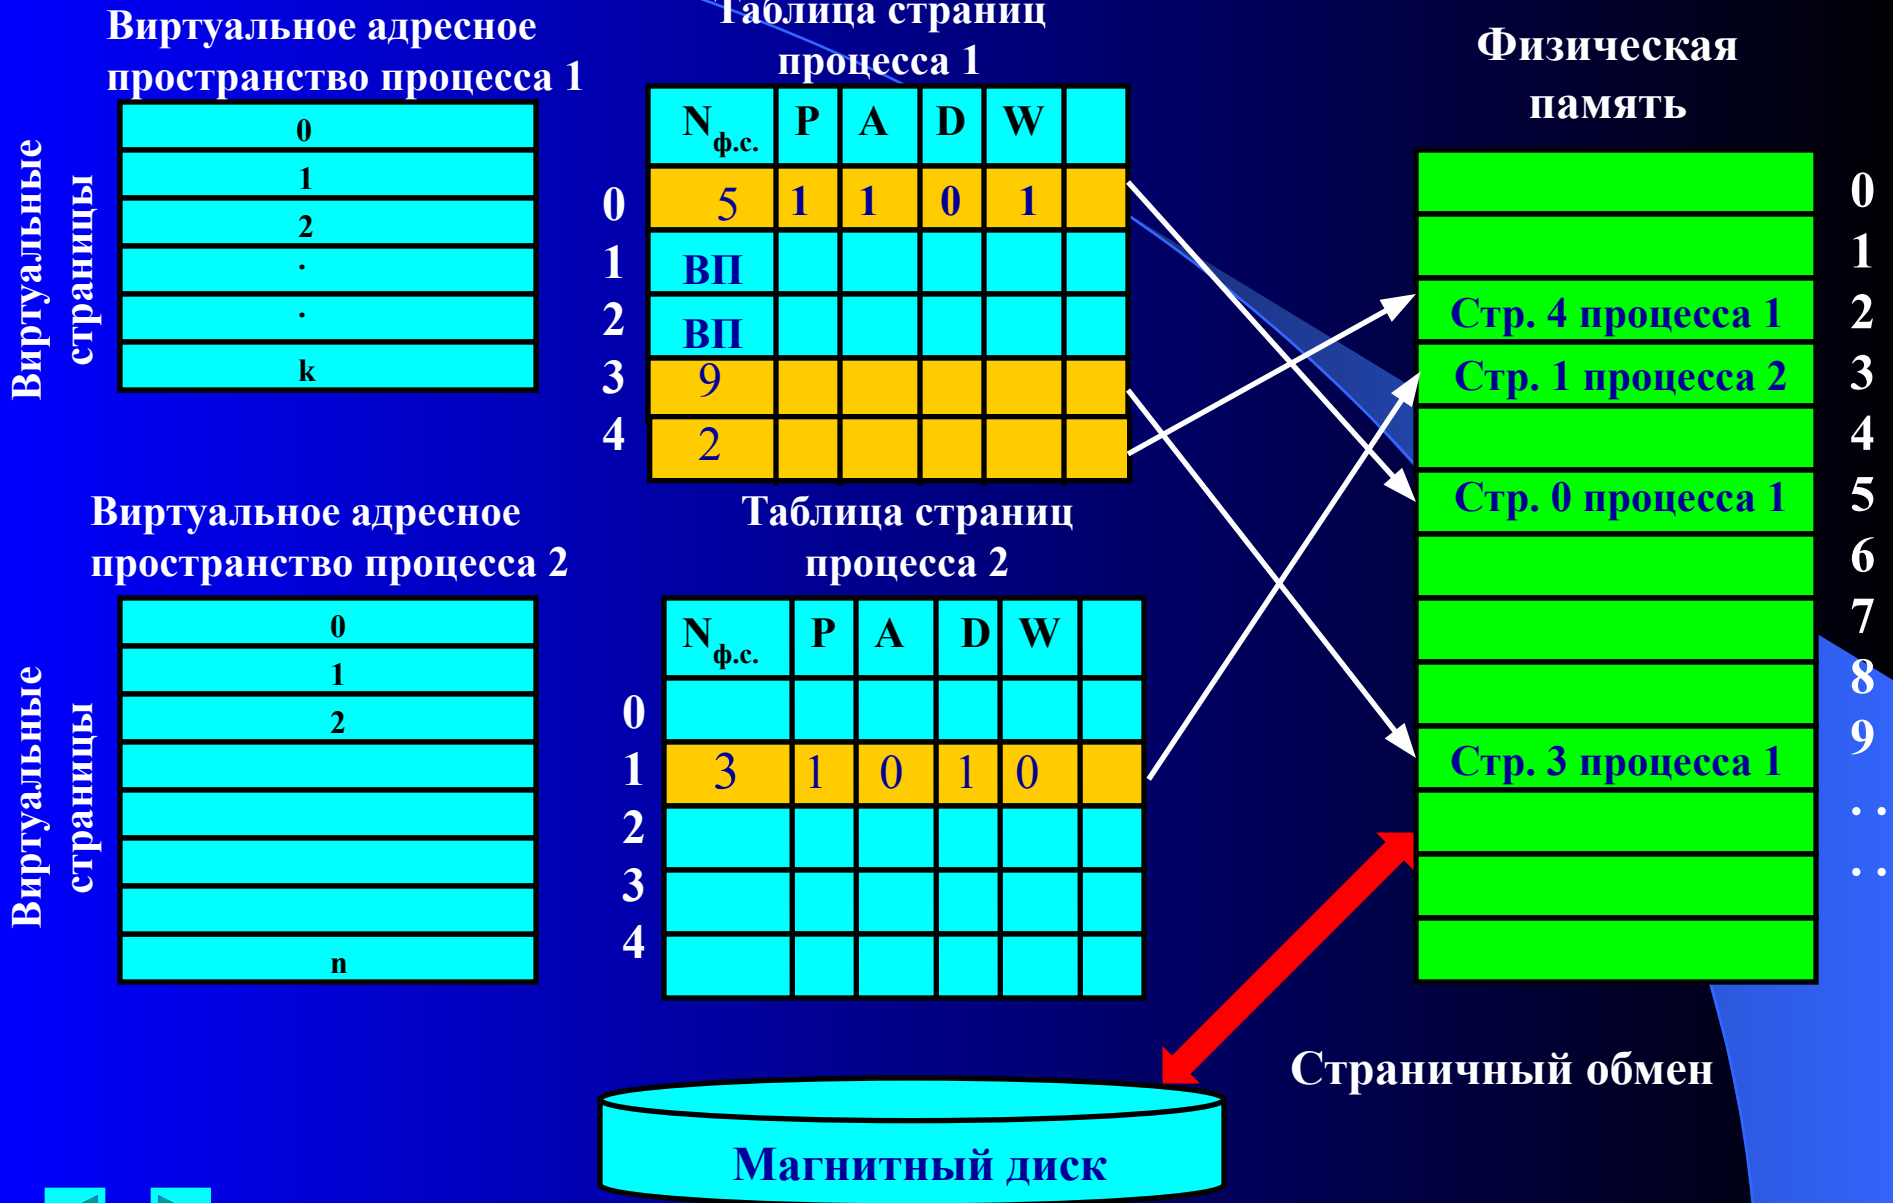 Виртуальное адресное
пространство процесса 1
Виртуальные
страницы
0
1
2
.
.
k
Таблица страниц
процесса 1
N ф.с. P A D W
0 5 1 1 0 1
1 ВП
2 ВП
3 9
4 2
Физическая
память
0
1
Стр. 4 процесса 1 2
Стр. 1 процесса 2 3
4
Стр. 0 процесса 1 5
6
7
8
Стр. 3 процесса 1 9
. .
. .
Виртуальное адресное
пространство процесса 2
Виртуальные
страницы
0
1
2
n
Таблица страниц
процесса 2
N ф.с. P A D W
0
1 3 1 0 1 0
2
3
4
Страничный обмен
Магнитный диск